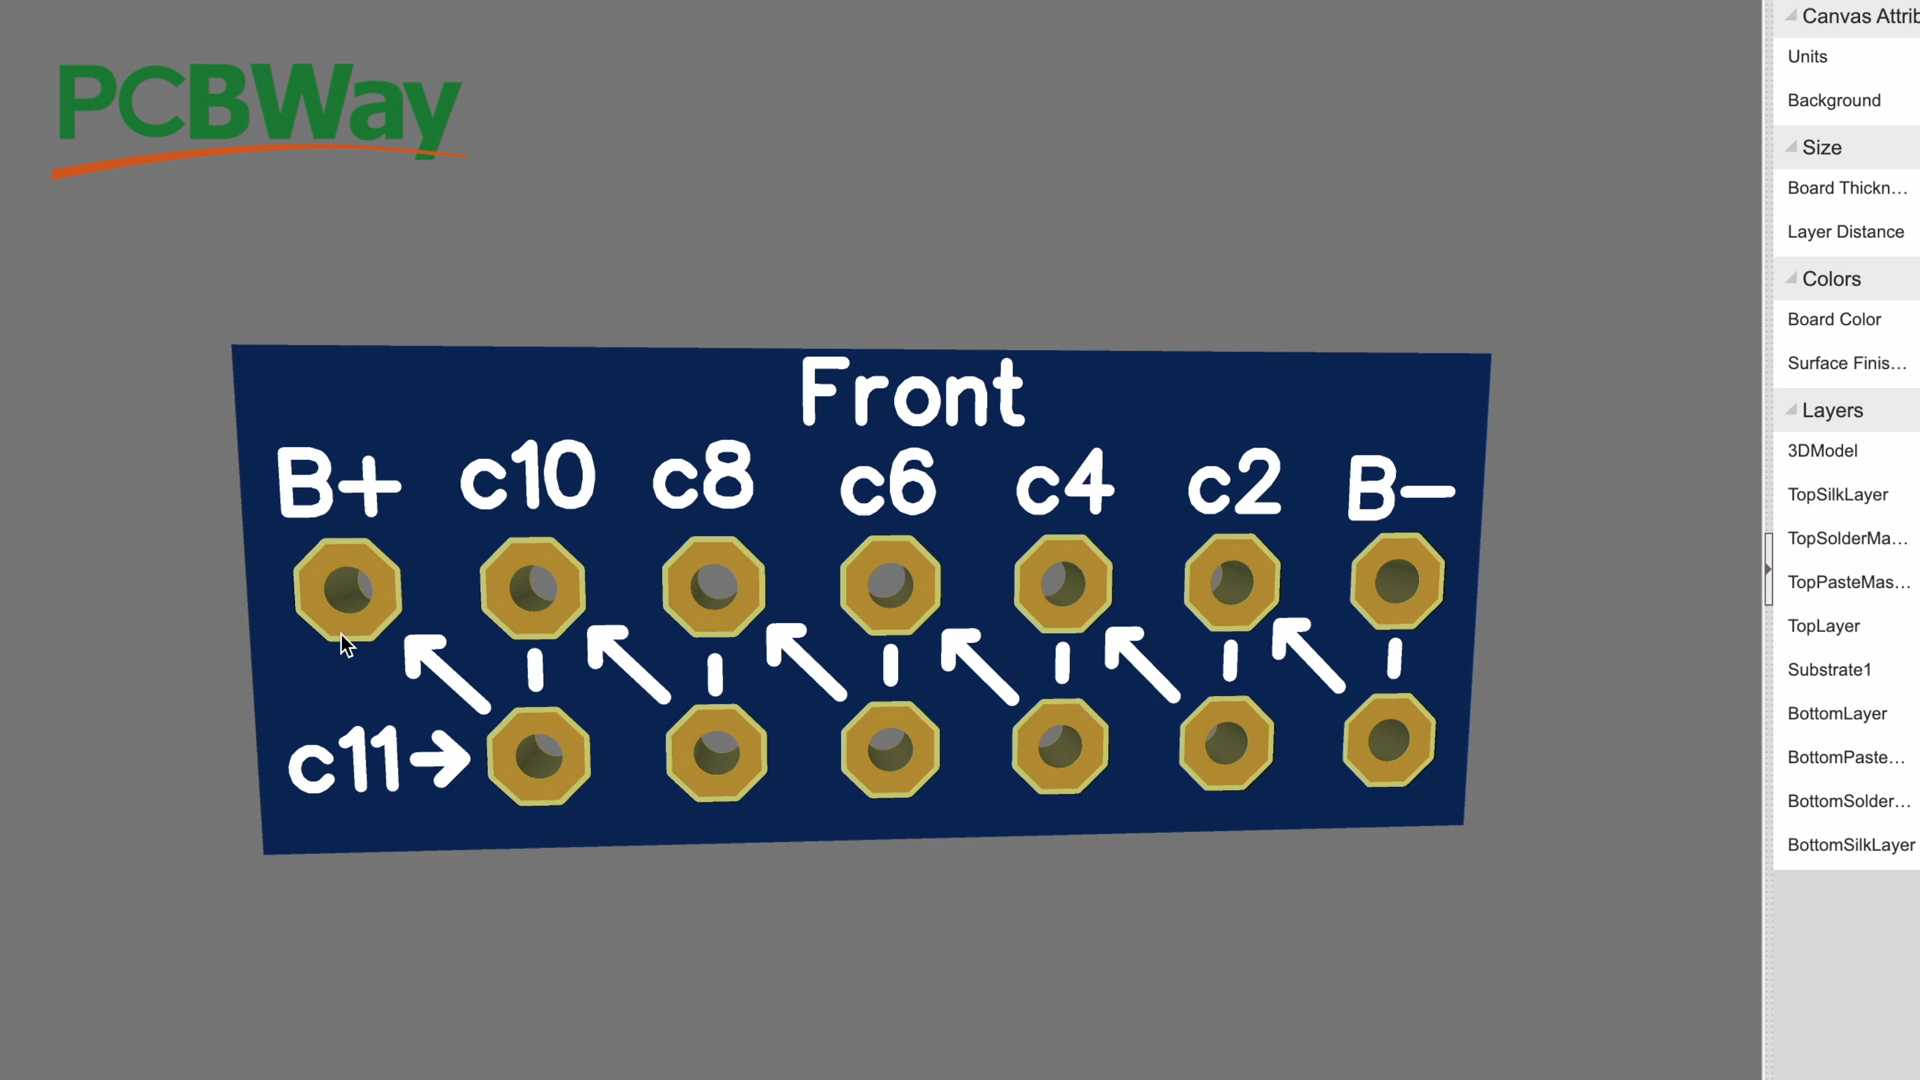 PCBWay
Front
B+ c10 c8 c6 c4 c2 B-
c11→
Canvas Attrib
Units
Background
Size
Board Thickn…
Layer Distance
Colors
Board Color
Surface Finis…
Layers
3DModel
TopSilkLayer
TopSolderMa…
TopPasteMas…
TopLayer
Substrate1
BottomLayer
BottomPaste…
BottomSolder…
BottomSilkLayer